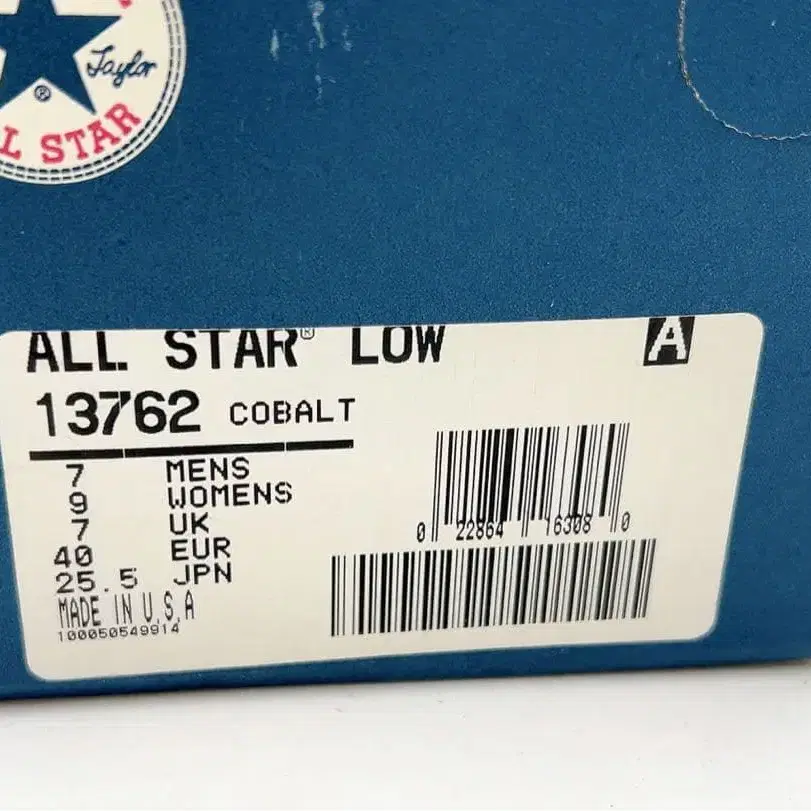 Taylor
®
L STAR
ALL STAR® LOW A
13762 COBALT
7 MENS
9 WOMENS
7 UK
40 EUR
25.5 JPN
MADE IN U.S.A
100050549914
0 22864 16308 0